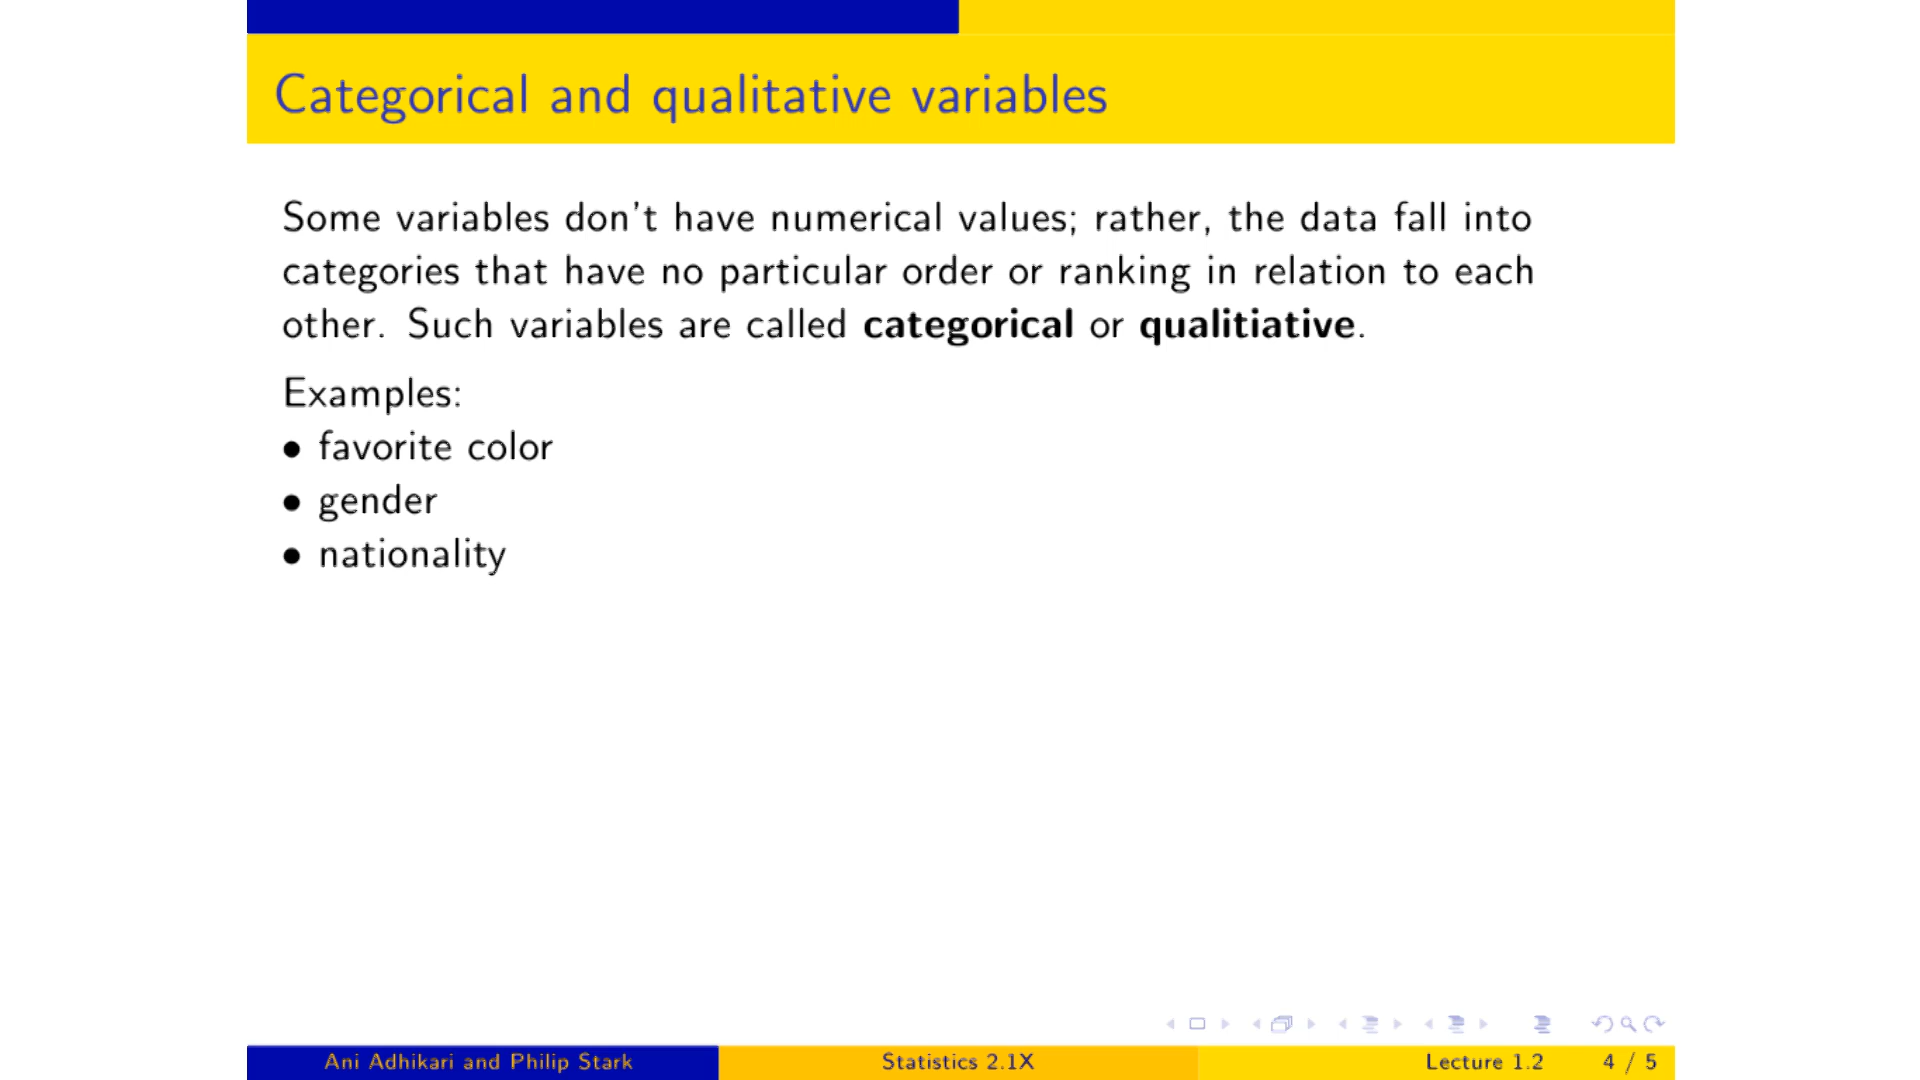 Categorical and qualitative variables
Some variables don't have numerical values; rather, the data fall into
categories that have no particular order or ranking in relation to each
other. Such variables are called categorical or qualitiative.
Examples:
• favorite color
• gender
• nationality
Ani Adhikari and Philip Stark Statistics 2.1X Lecture 1.2 4 / 5